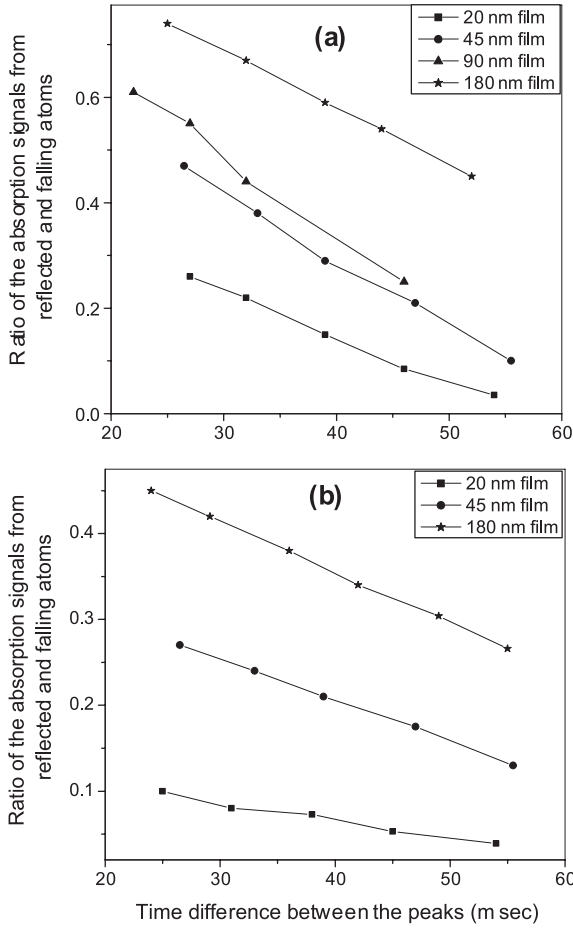 (a)
20 nm film
45 nm film
90 nm film
180 nm film
Ratio of the absorption signals from
reflected and falling atoms
0.6
0.4
0.2
0.0
20 30 40 50 60
(b)
20 nm film
45 nm film
180 nm film
Ratio of the absorption signals from
reflected and falling atoms
0.4
0.3
0.2
0.1
20 30 40 50 60
Time difference between the peaks (m sec)